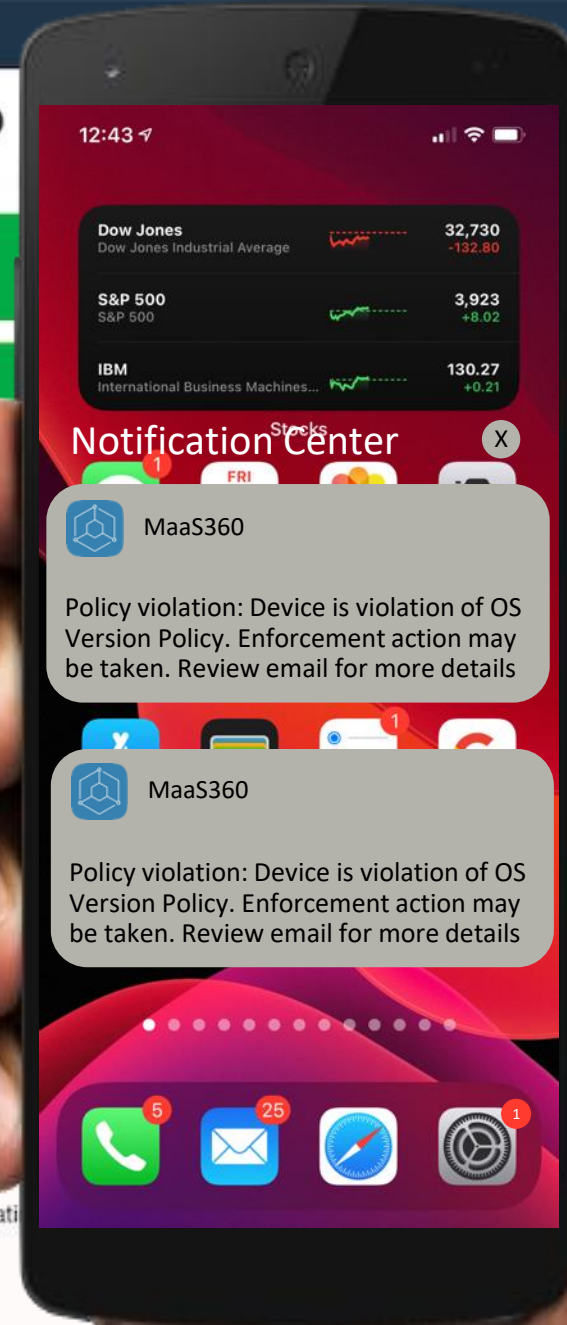 12:43
Dow Jones
32,730
Dow Jones Industrial Average
-132.80
S&P 500
3,923
S&P 500
+8.02
IBM
130.27
International Business Machines...
+0.21
Stocks
Notification Center
X
1
FRI
MaaS360
Policy violation: Device is violation of OS
Version Policy. Enforcement action may
be taken. Review email for more details
1
MaaS360
Policy violation: Device is violation of OS
Version Policy. Enforcement action may
be taken. Review email for more details
5
25
1